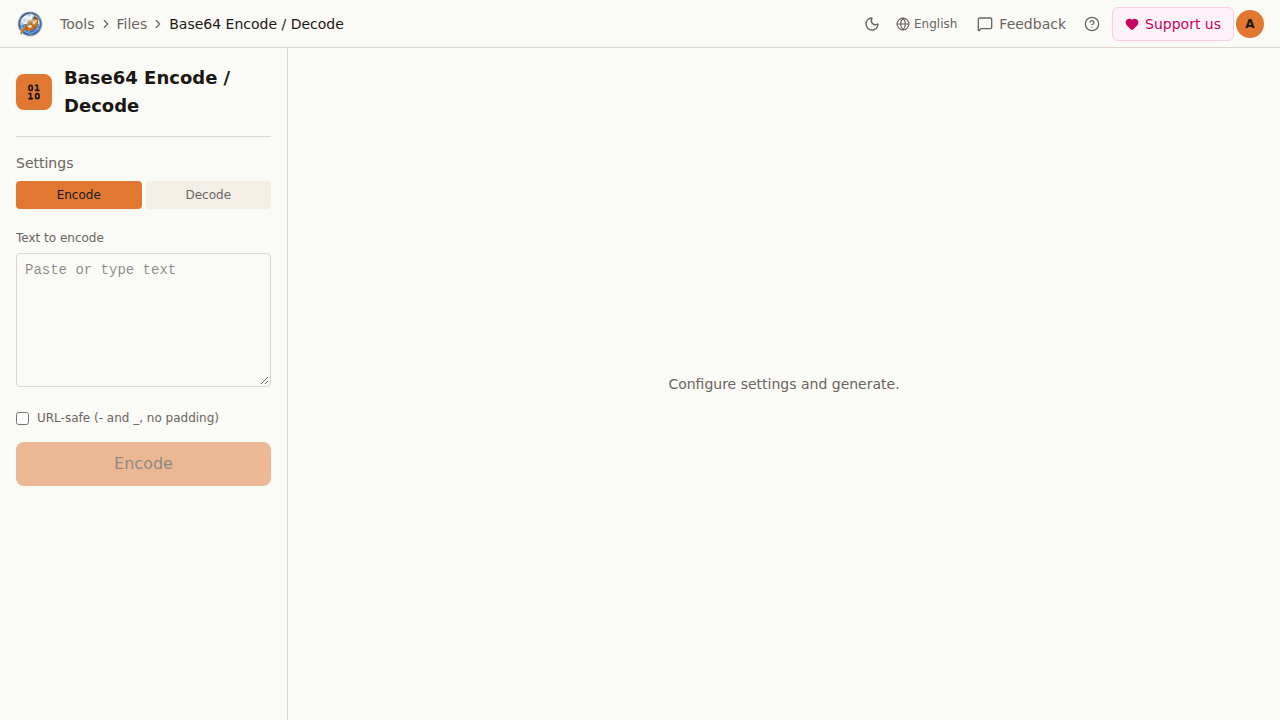 Tools > Files > Base64 Encode / Decode
English
Feedback
Support us
A
01
10
Base64 Encode /
Decode
Settings
Encode
Decode
Text to encode
Paste or type text
URL-safe (- and _, no padding)
Encode
Configure settings and generate.